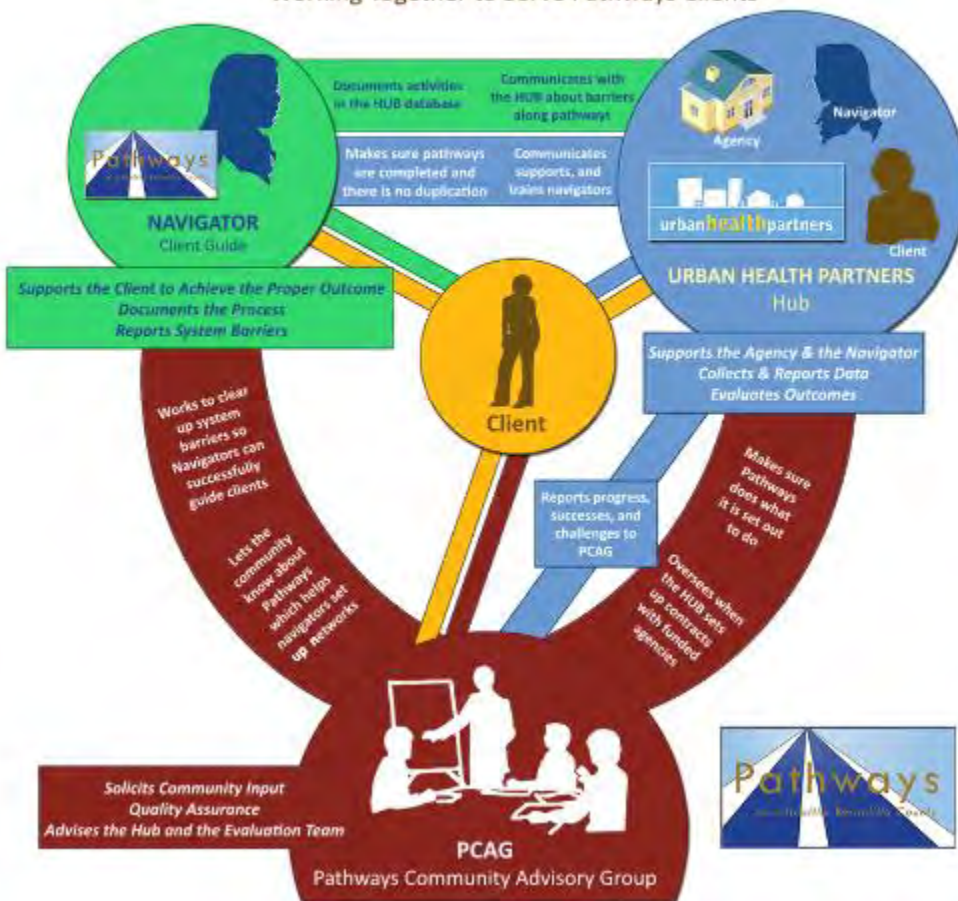 Working Together to Serve Pathways Clients
Documents activities
in the HUB database
Communicates with
the HUB about barriers
along pathways
Makes sure pathways
are completed and
there is no duplication
Communicates
supports, and
trains navigators
Pathways
NAVIGATOR
Client Guide
Supports the Client to Achieve the Proper Outcome
Documents the Process
Reports System Barriers
Agency
Navigator
urbanhealthpartners
Client
URBAN HEALTH PARTNERS
Hub
Supports the Agency & the Navigator
Collects & Reports Data
Evaluates Outcomes
Client
Works to clear
up system
barriers so
Navigators can
successfully
guide clients
Lets the
community
know about
Pathways
which helps
navigators set
up networks
Reports progress,
successes, and
challenges to
PCAG
Makes sure
Pathways
does what
it is set out
to do
Oversees when
the HUB sets
up contracts
with funded
agencies
Solicits Community Input
Quality Assurance
Advises the Hub and the Evaluation Team
PCAG
Pathways Community Advisory Group
Pathways